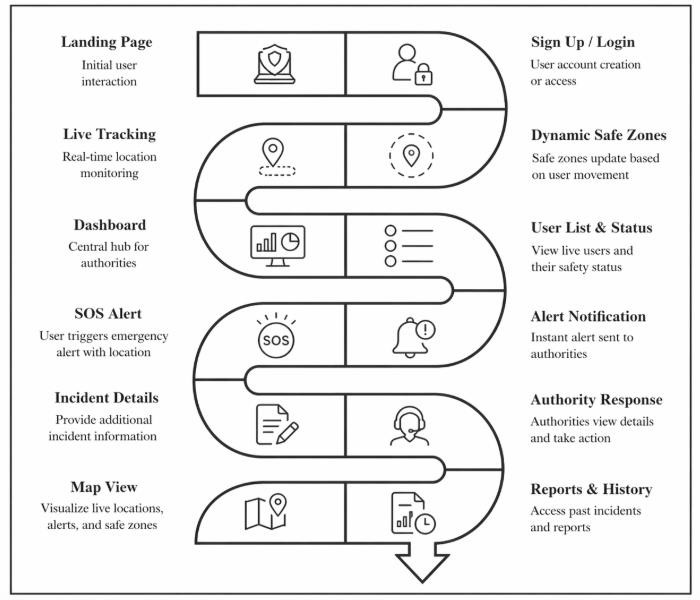 Landing Page
Initial user
interaction
Sign Up / Login
User account creation
or access
Live Tracking
Real-time location
monitoring
Dynamic Safe Zones
Safe zones update based
on user movement
Dashboard
Central hub for
authorities
User List & Status
View live users and
their safety status
SOS Alert
User triggers emergency
alert with location
SOS
Alert Notification
Instant alert sent to
authorities
Incident Details
Provide additional
incident information
Authority Response
Authorities view details
and take action
Map View
Visualize live locations,
alerts, and safe zones
Reports & History
Access past incidents
and reports